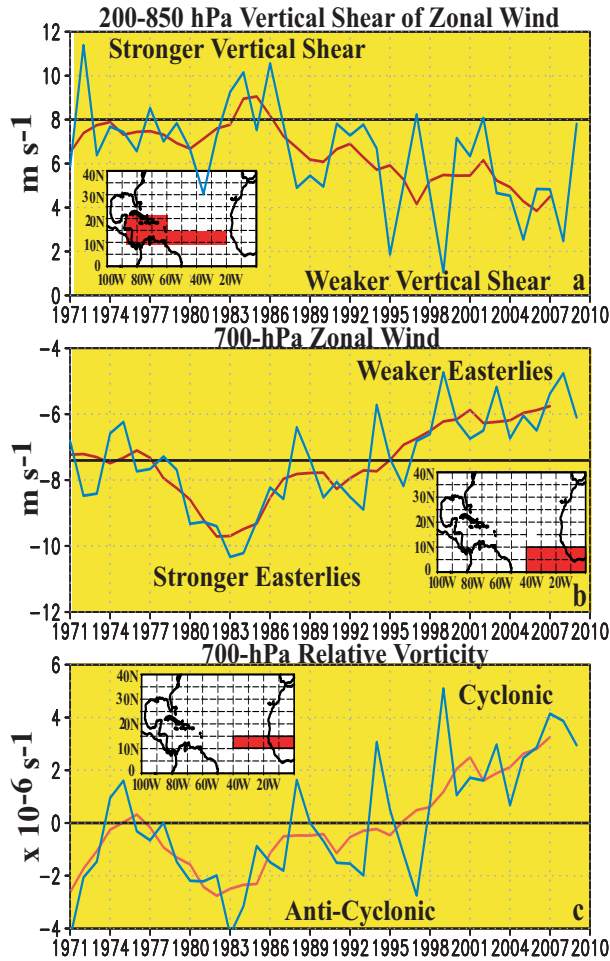 200-850 hPa Vertical Shear of Zonal Wind
12
Stronger Vertical Shear
10
8
m s-1
6
40N
30N
20N
10N
0
100W 80W 60W 40W 20W
4
2
Weaker Vertical Shear
a
0
1971 1974 1977 1980 1983 1986 1989 1992 1995 1998 2001 2004 2007 2010
700-hPa Zonal Wind
-4
Weaker Easterlies
-6
m s-1
-8
40N
30N
20N
10N
0
100W 80W 60W 40W 20W
-10
Stronger Easterlies
b
-12
1971 1974 1977 1980 1983 1986 1989 1992 1995 1998 2001 2004 2007 2010
700-hPa Relative Vorticity
6
40N
30N
20N
10N
0
100W 80W 60W 40W 20W
Cyclonic
4
2
x 10-6 s-1
0
-2
Anti-Cyclonic
c
-4
1971 1974 1977 1980 1983 1986 1989 1992 1995 1998 2001 2004 2007 2010